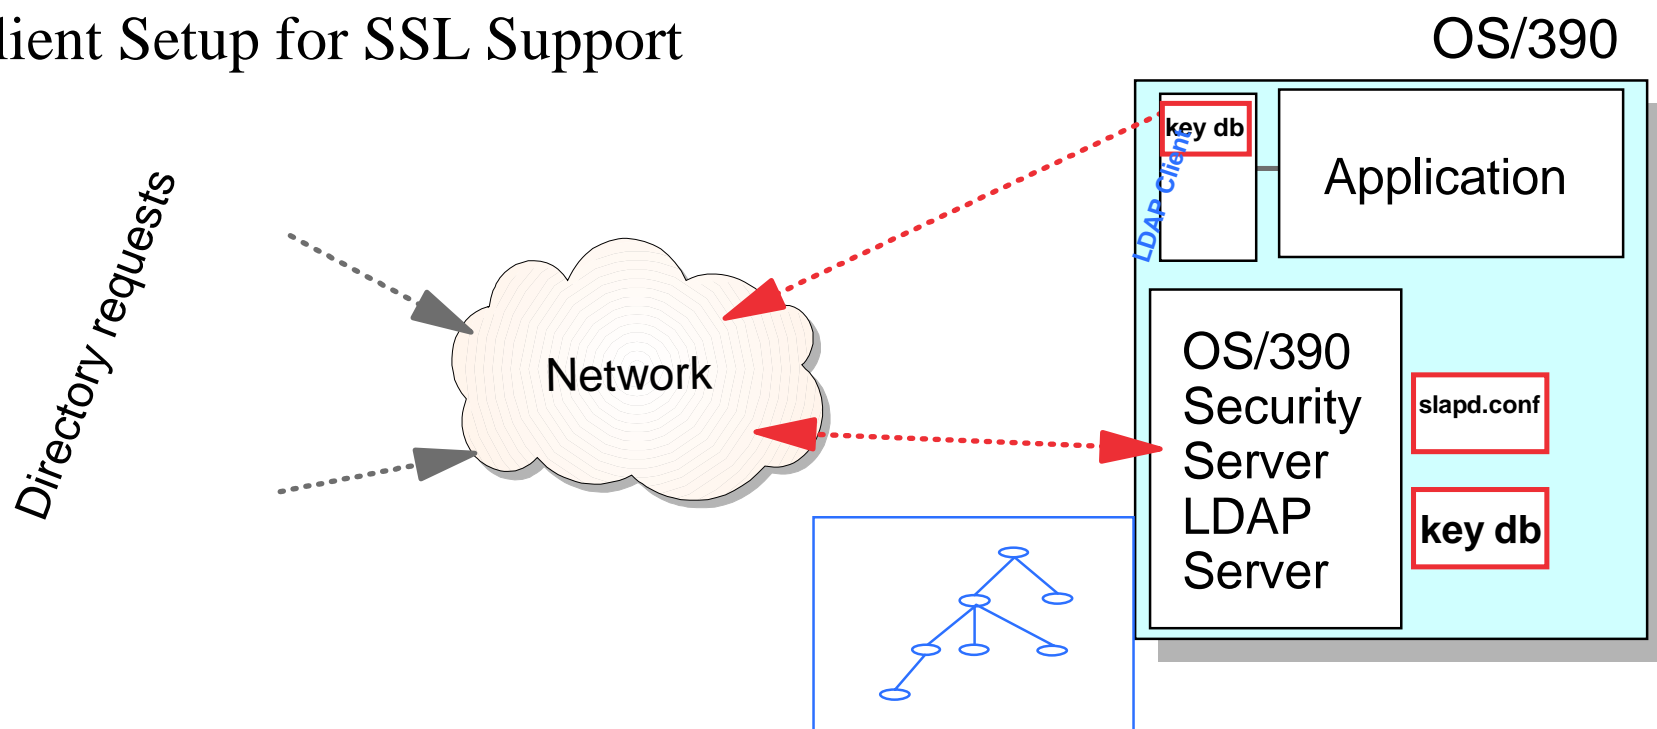 lient Setup for SSL Support
OS/390
key db
LDAP Client
Application
Directory requests
Network
OS/390
Security
Server
LDAP
Server
slapd.conf
key db